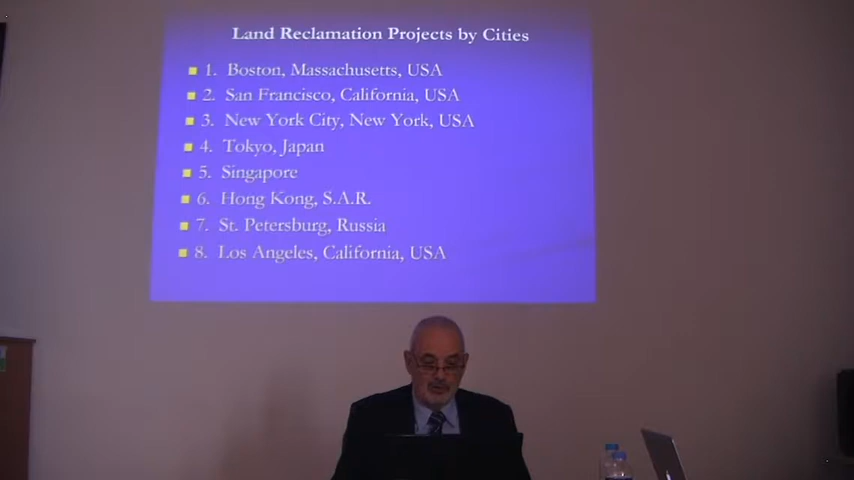 Land Reclamation Projects by Cities
1. Boston, Massachusetts, USA
2. San Francisco, California, USA
3. New York City, New York, USA
4. Tokyo, Japan
5. Singapore
6. Hong Kong, S.A.R.
7. St. Petersburg, Russia
8. Los Angeles, California, USA